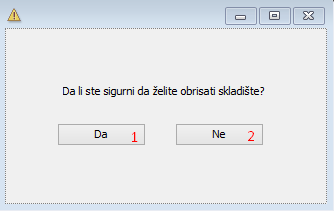 Da li ste sigurni da želite obrisati skladište?
Da 1 Ne 2